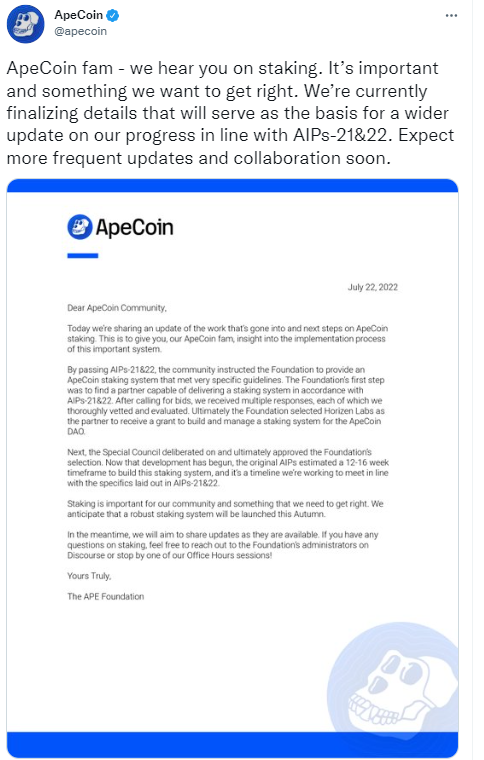 ApeCoin
@apecoin
ApeCoin fam - we hear you on staking. It's important
and something we want to get right. We're currently
finalizing details that will serve as the basis for a wider
update on our progress in line with AIPs-21&22. Expect
more frequent updates and collaboration soon.
ApeCoin
July 22, 2022
Dear ApeCoin Community,
Today we're sharing an update of the work that's gone into and next steps on ApeCoin
staking. This is to give you, our ApeCoin fam, insight into the implementation process
of this important system.
By passing AIPs-21&22, the community instructed the Foundation to provide an
ApeCoin staking system that met very specific guidelines. The Foundation's first step
was to find a partner capable of delivering a staking system in accordance with
AIPs-21&22. After calling for bids, we received multiple responses, each of which we
thoroughly vetted and evaluated. Ultimately the Foundation selected Horizen Labs as
the partner to receive a grant to build and manage a staking system for the ApeCoin
DAO.
Next, the Special Council deliberated on and ultimately approved the Foundation's
selection. Now that development has begun, the original AIPs estimated a 12-16 week
timeframe to build this staking system, and it's a timeline we're working to meet in line
with the specifics laid out in AIPs-21&22.
Staking is important for our community and something that we need to get right. We
anticipate that a robust staking system will be launched this Autumn.
In the meantime, we will aim to share updates as they are available. If you have any
questions on staking, feel free to reach out to the Foundation's administrators on
Discourse or stop by one of our Office Hours sessions!
Yours Truly,
The APE Foundation